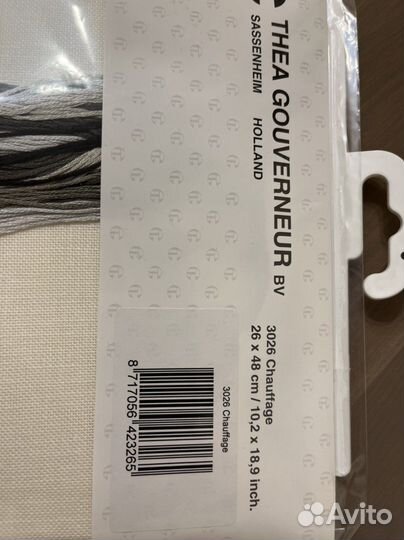 THEA GOUVERNEUR BV
SASSENHEIM HOLLAND
3026 Chauffage
26 x 48 cm / 10,2 x 18,9 inch.
3026 Chauffage
8 717056 423265
Avito